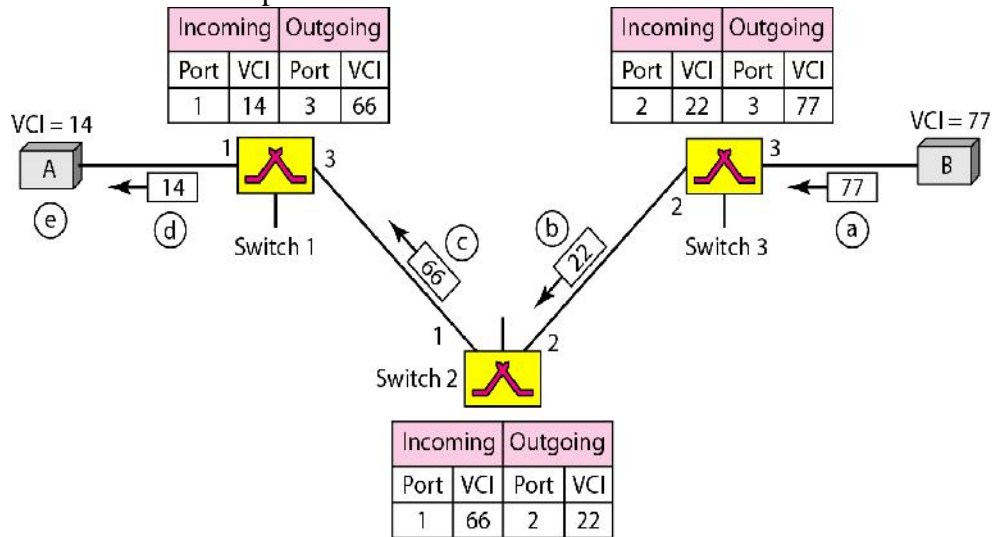 Incoming Outgoing
Port VCI Port VCI
1 14 3 66
Incoming Outgoing
Port VCI Port VCI
2 22 3 77
VCI = 14
VCI = 77
A
1
3
3
B
14
2
77
e
d
Switch 1
c
66
b
22
Switch 3
a
1
2
Switch 2
Incoming Outgoing
Port VCI Port VCI
1 66 2 22